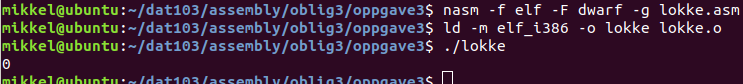 mikkel@ubuntu:~/dat103/assembly/oblig3/oppgave3$ nasm -f elf -F dwarf -g lokke.asm
mikkel@ubuntu:~/dat103/assembly/oblig3/oppgave3$ ld -m elf_i386 -o lokke lokke.o
mikkel@ubuntu:~/dat103/assembly/oblig3/oppgave3$ ./lokke
0
mikkel@ubuntu:~/dat103/assembly/oblig3/oppgave3$